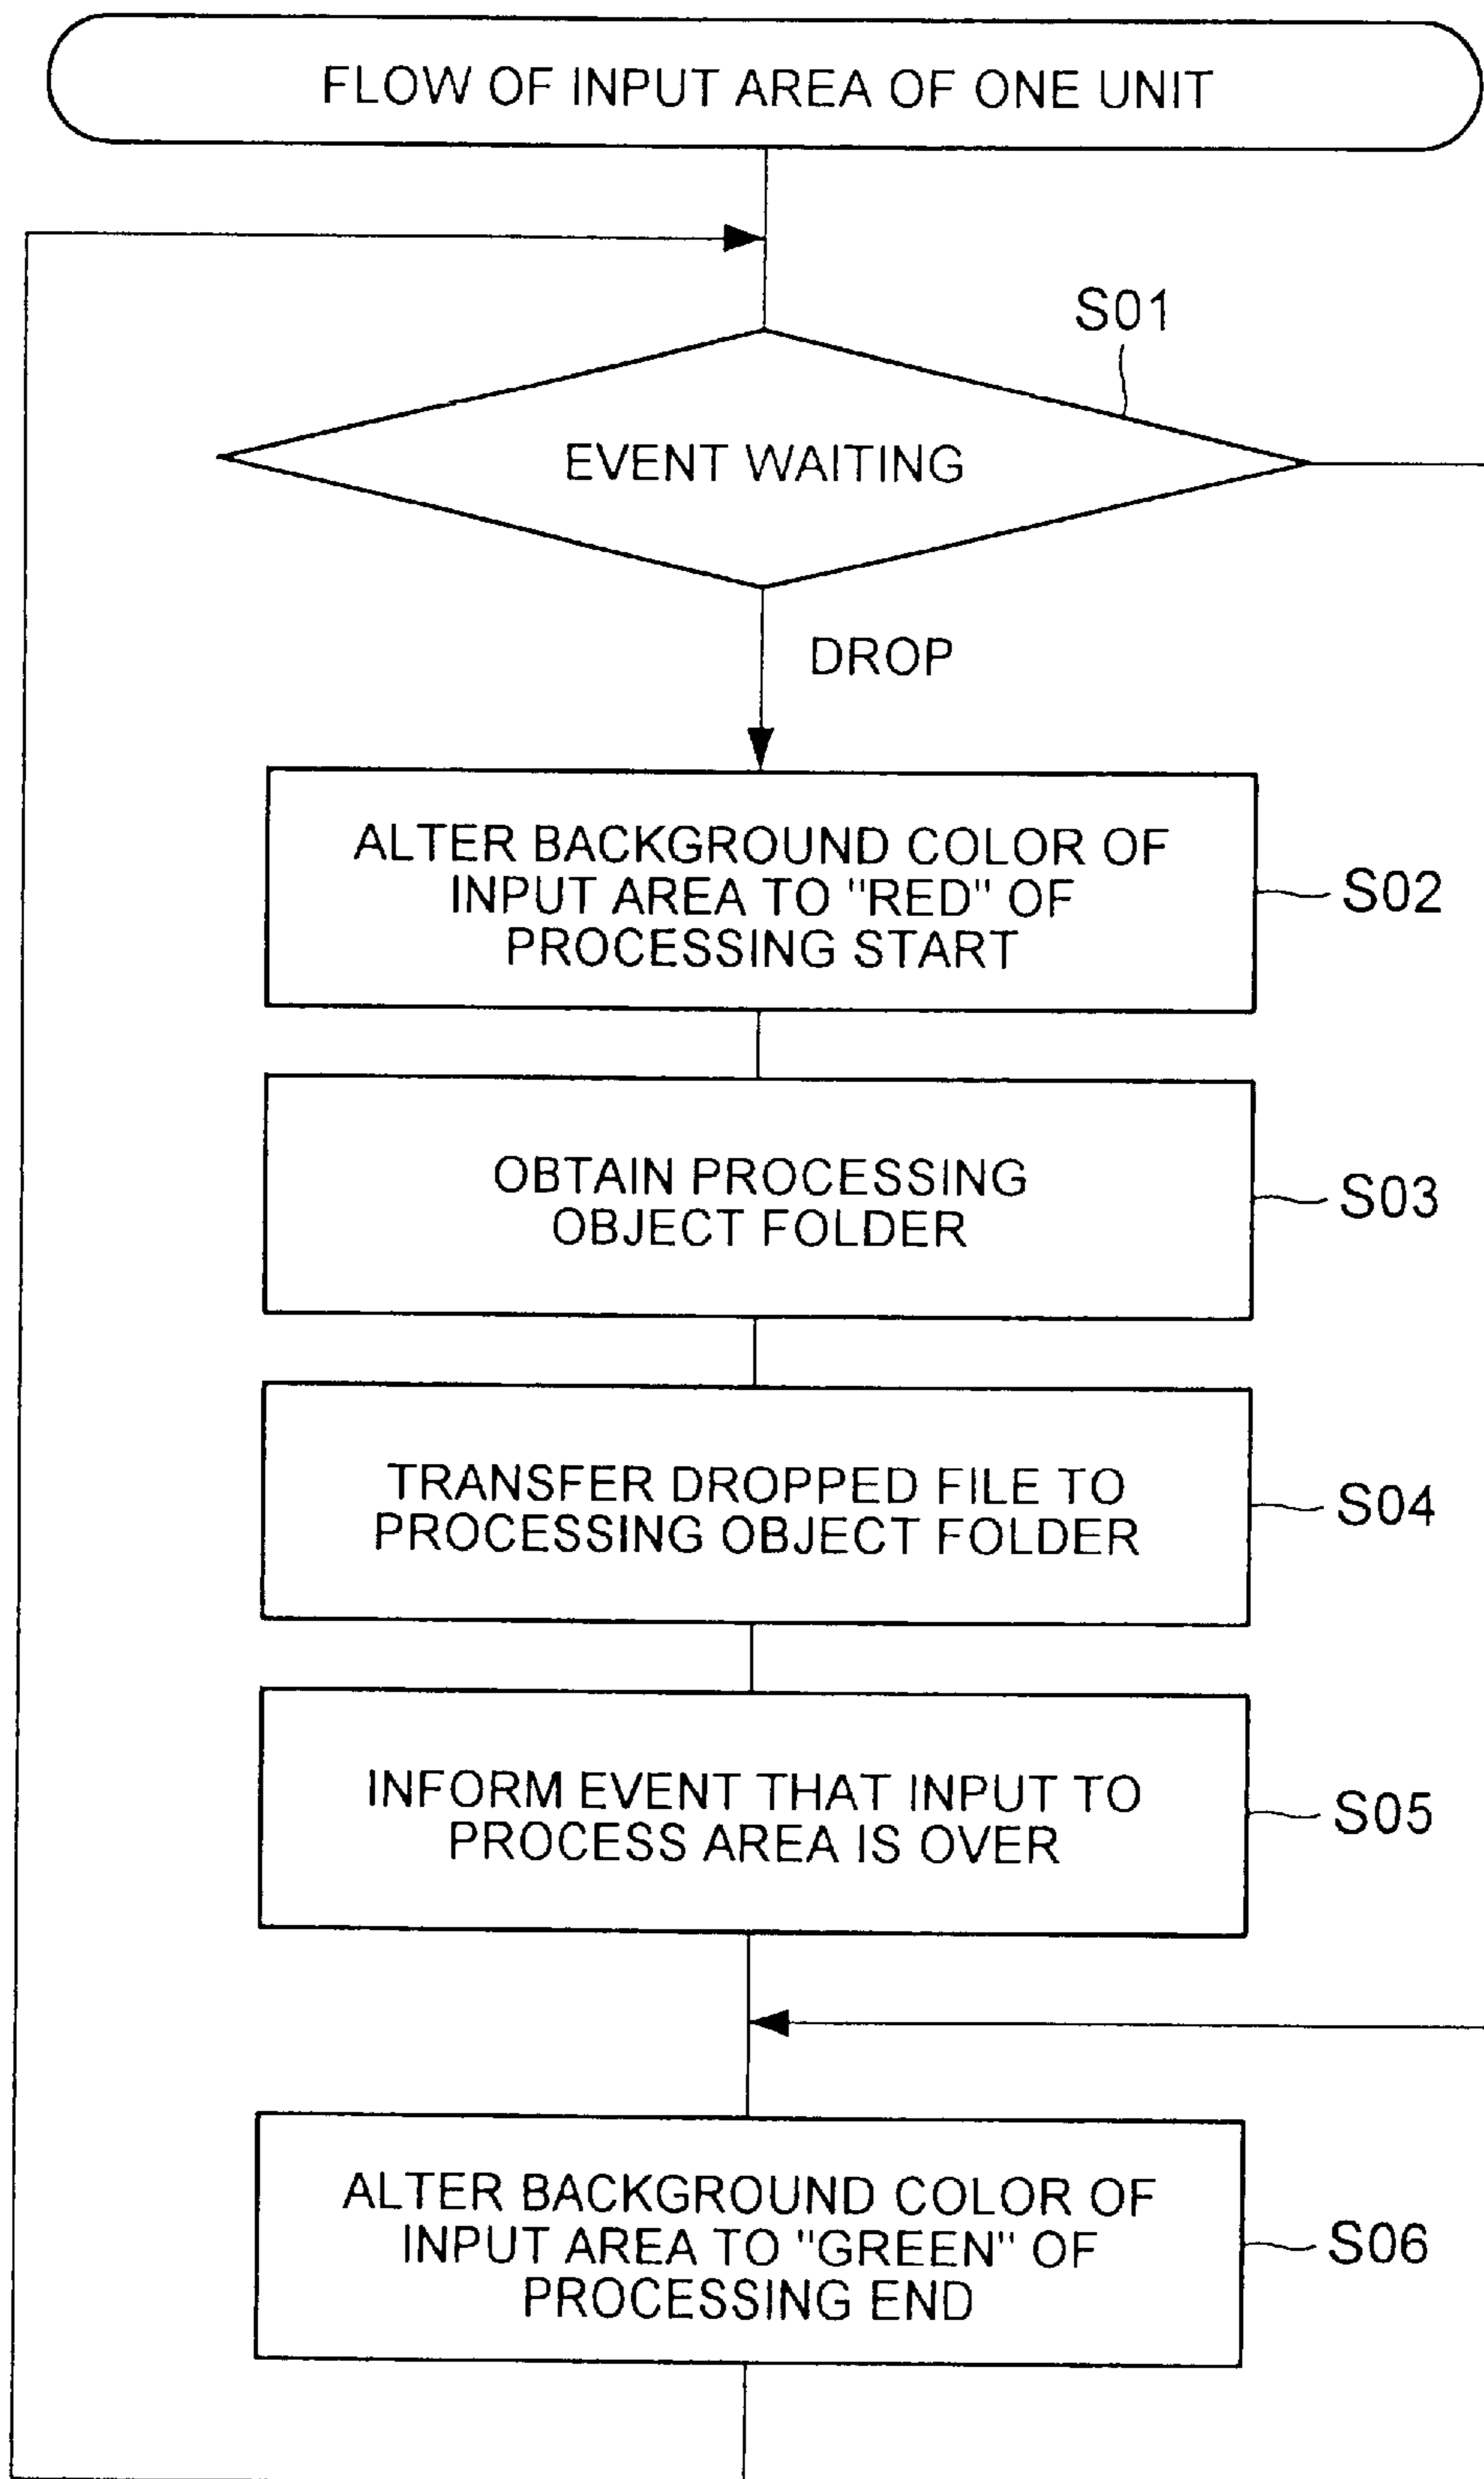 FLOW OF INPUT AREA OF ONE UNIT
S01
EVENT WAITING
DROP
ALTER BACKGROUND COLOR OF
INPUT AREA TO "RED" OF
PROCESSING START
S02
OBTAIN PROCESSING
OBJECT FOLDER
S03
TRANSFER DROPPED FILE TO
PROCESSING OBJECT FOLDER
S04
INFORM EVENT THAT INPUT TO
PROCESS AREA IS OVER
S05
ALTER BACKGROUND COLOR OF
INPUT AREA TO "GREEN" OF
PROCESSING END
S06